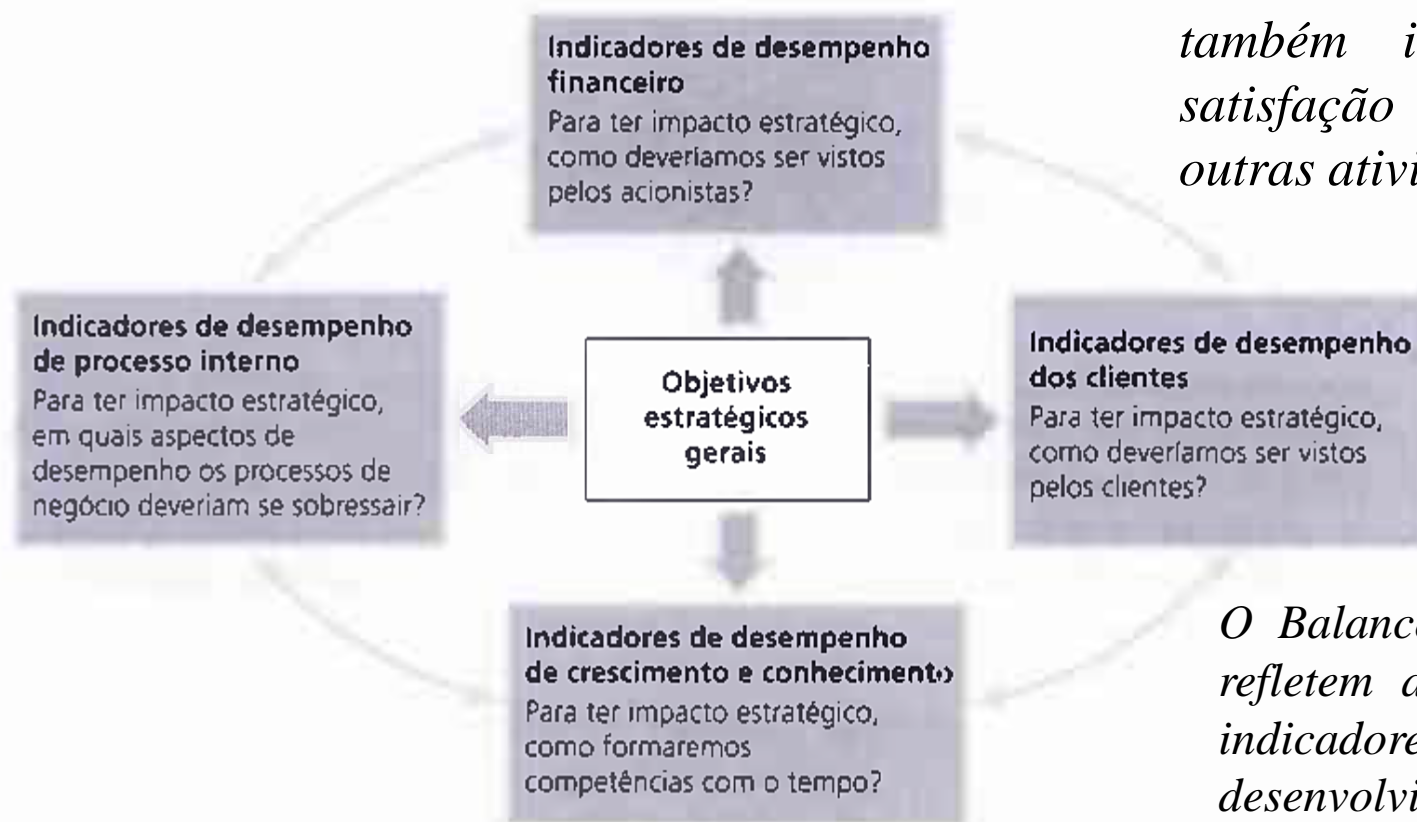 Indicadores de desempenho
financeiro
Para ter impacto estratégico,
como deveríamos ser vistos
pelos acionistas?
também
satisfação
outras
Indicadores de desempenho
de processo interno
Para ter impacto estratégico,
em quais aspectos de
desempenho os processos de
negócio deveriam se sobressair?
Objetivos
estratégicos
gerais
Indicadores de desempenho
dos clientes
Para ter impacto estratégico,
como deveríamos ser vistos
pelos clientes?
Indicadores de desempenho
de crescimento e conhecimento
Para ter impacto estratégico,
como formaremos
competências com o tempo?
O
refletem